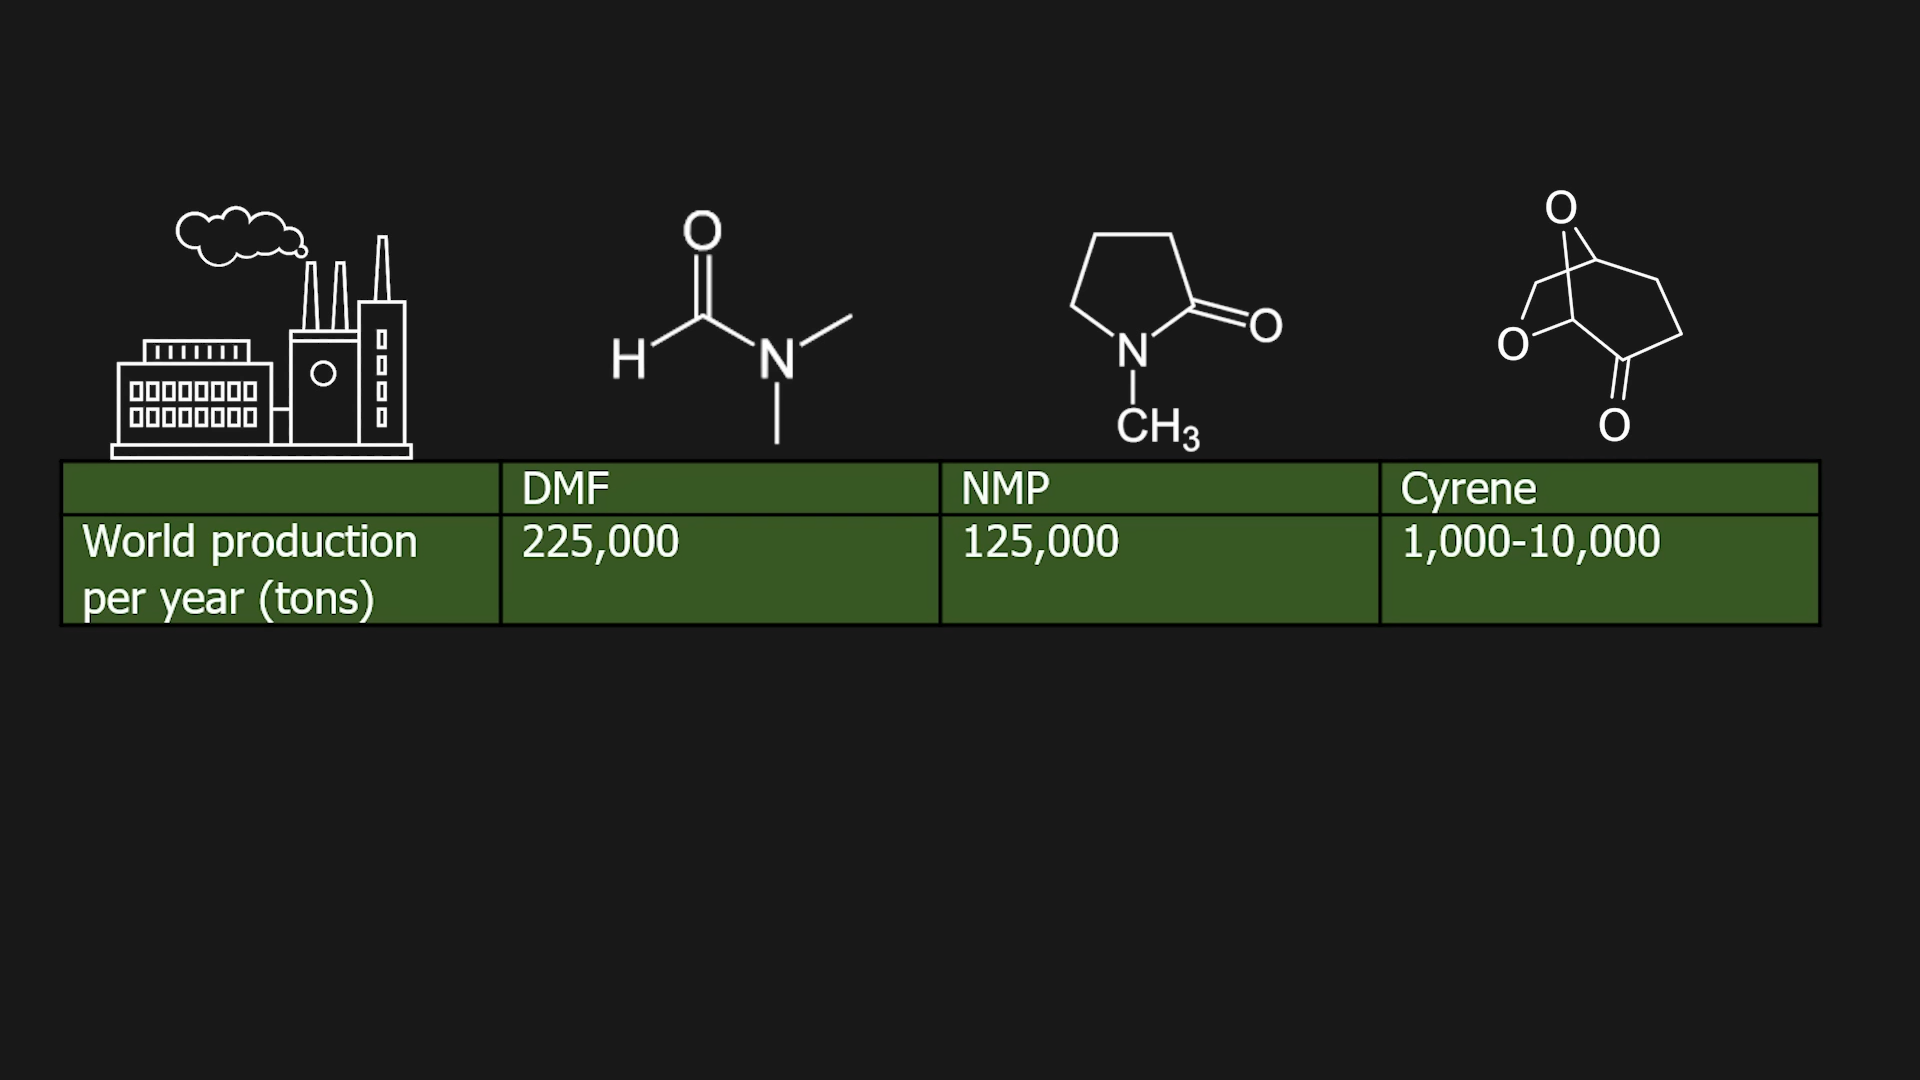 O
O
H
N
N
CH3
O
O
O
O
DMF
NMP
Cyrene
World production
per year (tons)
225,000
125,000
1,000-10,000